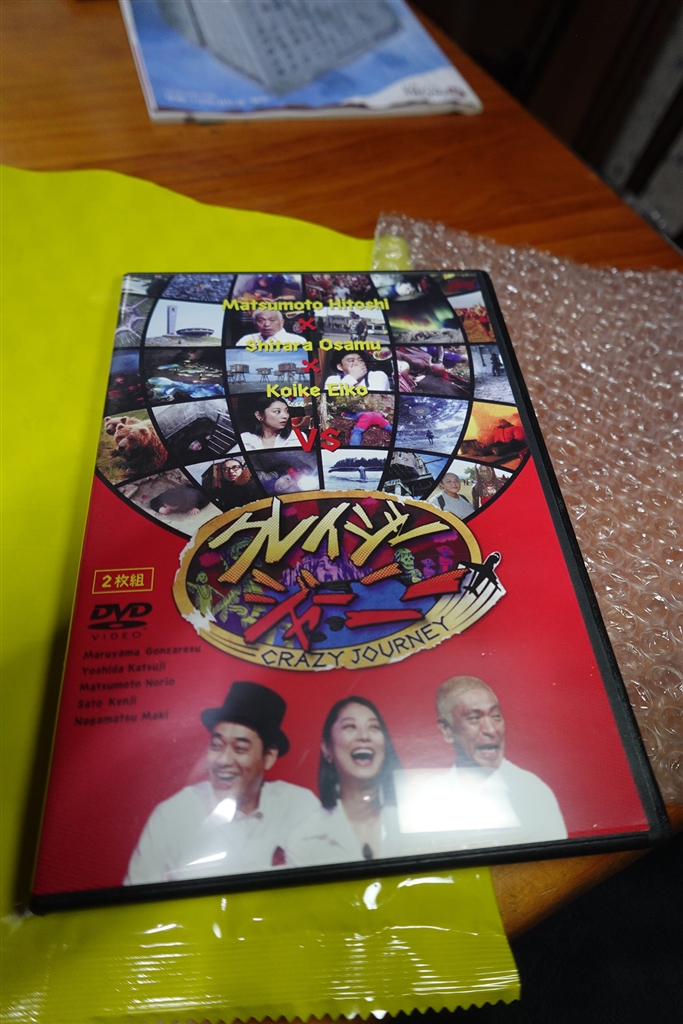 Matsumoto Hitoshi
×
Shitara Osamu
×
Koike Eiko
VS
クレイジー
ジャーニー
CRAZY JOURNEY
2枚組
DVD
VIDEO
Maruyama Gonzaresu
Yoshida Katsuji
Matsumoto Norio
Sato Kenji
Nagamatsu Maki